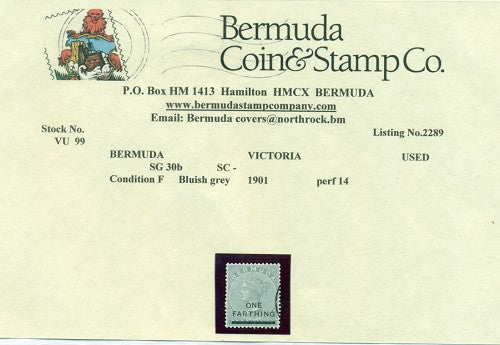 Bermuda
Coin & Stamp Co.
P.O. Box HM 1413 Hamilton HMCX BERMUDA
www.bermudastampcompany.com
Email: Bermuda covers@northrock.bm
Stock No. Listing No.2289
VU 99
BERMUDA VICTORIA USED
SG 30b SC -
Condition F Bluish grey 1901 perf 14
BERMUDA
ONE
FARTHING